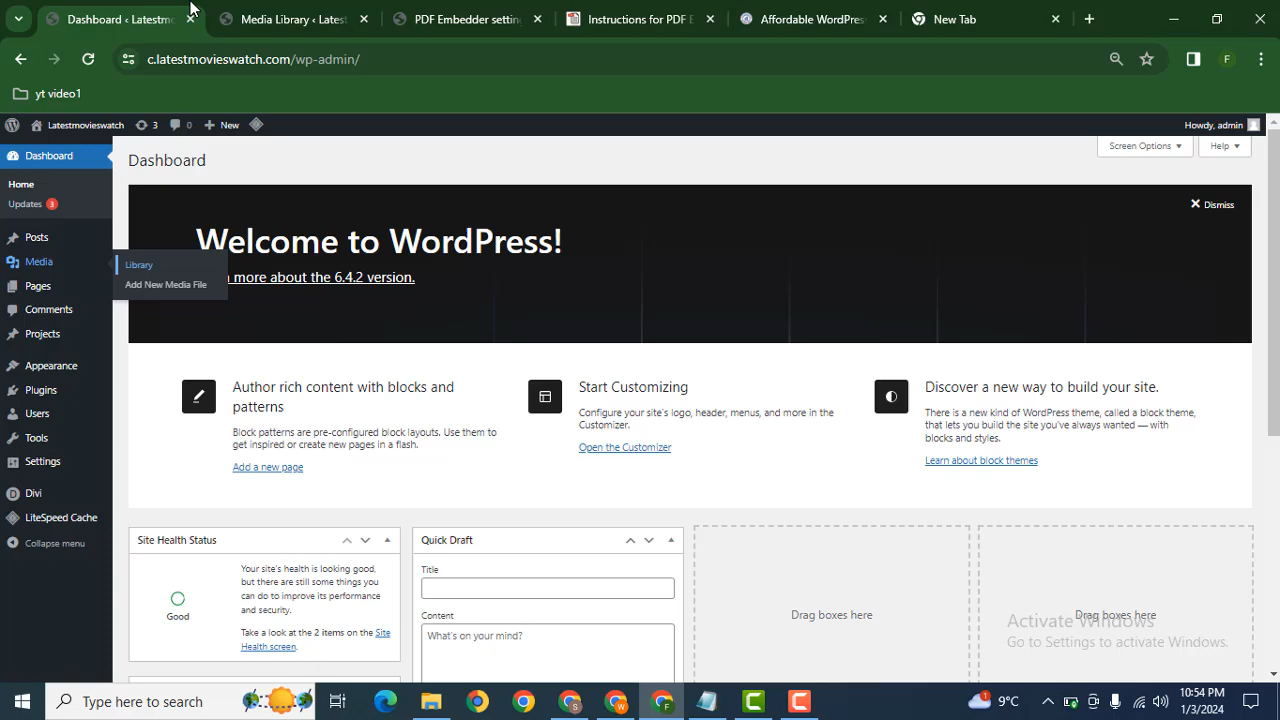 Dashboard ‹ Latestm
Media Library ‹ Latest
PDF Embedder settin
Instructions for PDF E
Affordable WordPres
New Tab
c.latestmovieswatch.com/wp-admin/
yt video1
Latestmovieswatch
3
0
New
Howdy, admin
Dashboard
Home
Updates 3
Posts
Media
Library
Add New Media File
Pages
Comments
Projects
Appearance
Plugins
Users
Tools
Settings
Divi
LiteSpeed Cache
Collapse menu
Dashboard
Screen Options
Help
Dismiss
Welcome to WordPress!
more about the 6.4.2 version.
Author rich content with blocks and
patterns
Block patterns are pre-configured block layouts. Use them to
get inspired or create new pages in a flash.
Add a new page
Start Customizing
Configure your site's logo, header, menus, and more in the
Customizer.
Open the Customizer
Discover a new way to build your site.
There is a new kind of WordPress theme, called a block theme,
that lets you build the site you've always wanted — with
blocks and styles.
Learn about block themes
Site Health Status
Good
Your site's health is looking good,
but there are still some things you
can do to improve its performance
and security.
Take a look at the 2 items on the Site
Health screen.
Quick Draft
Title
Content
What's on your mind?
Drag boxes here
Drag boxes here
Activate Windows
Go to Settings to activate Windows.
Type here to search
1
9°C
10:54 PM
1/3/2024